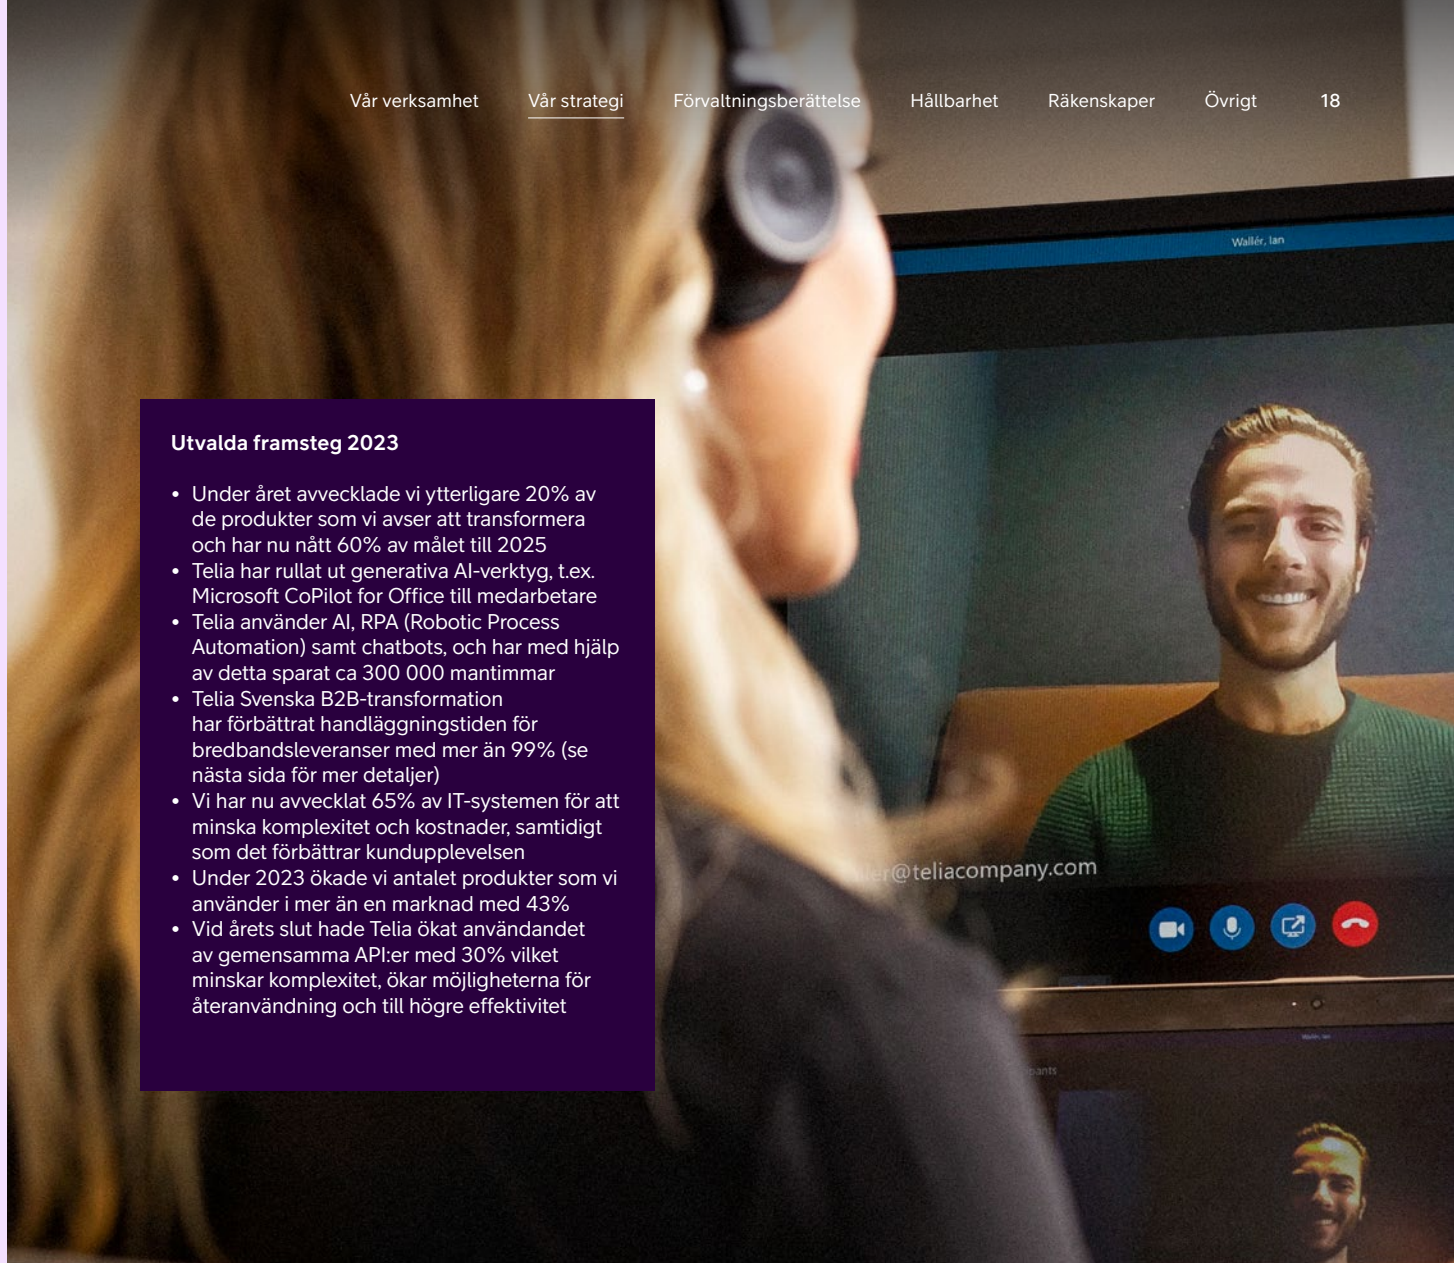 Vår verksamhet Vår strategi Förvaltningsberättelse Hållbarhet Räkenskaper Övrigt 18
Wallér, Ian
Utvalda framsteg 2023
• Under året avvecklade vi ytterligare 20% av
de produkter som vi avser att transformera
och har nu nått 60% av målet till 2025
• Telia har rullat ut generativa AI-verktyg, t.ex.
Microsoft CoPilot for Office till medarbetare
• Telia använder AI, RPA (Robotic Process
Automation) samt chatbots, och har med hjälp
av detta sparat ca 300 000 mantimmar
• Telia Svenska B2B-transformation
har förbättrat handläggningstiden för
bredbandsleveranser med mer än 99% (se
nästa sida för mer detaljer)
• Vi har nu avvecklat 65% av IT-systemen för att
minska komplexitet och kostnader, samtidigt
som det förbättrar kundupplevelsen
• Under 2023 ökade vi antalet produkter som vi
använder i mer än en marknad med 43%
• Vid årets slut hade Telia ökat användandet
av gemensamma API:er med 30% vilket
minskar komplexitet, ökar möjligheterna för
återanvändning och till högre effektivitet
@teliacompany.com